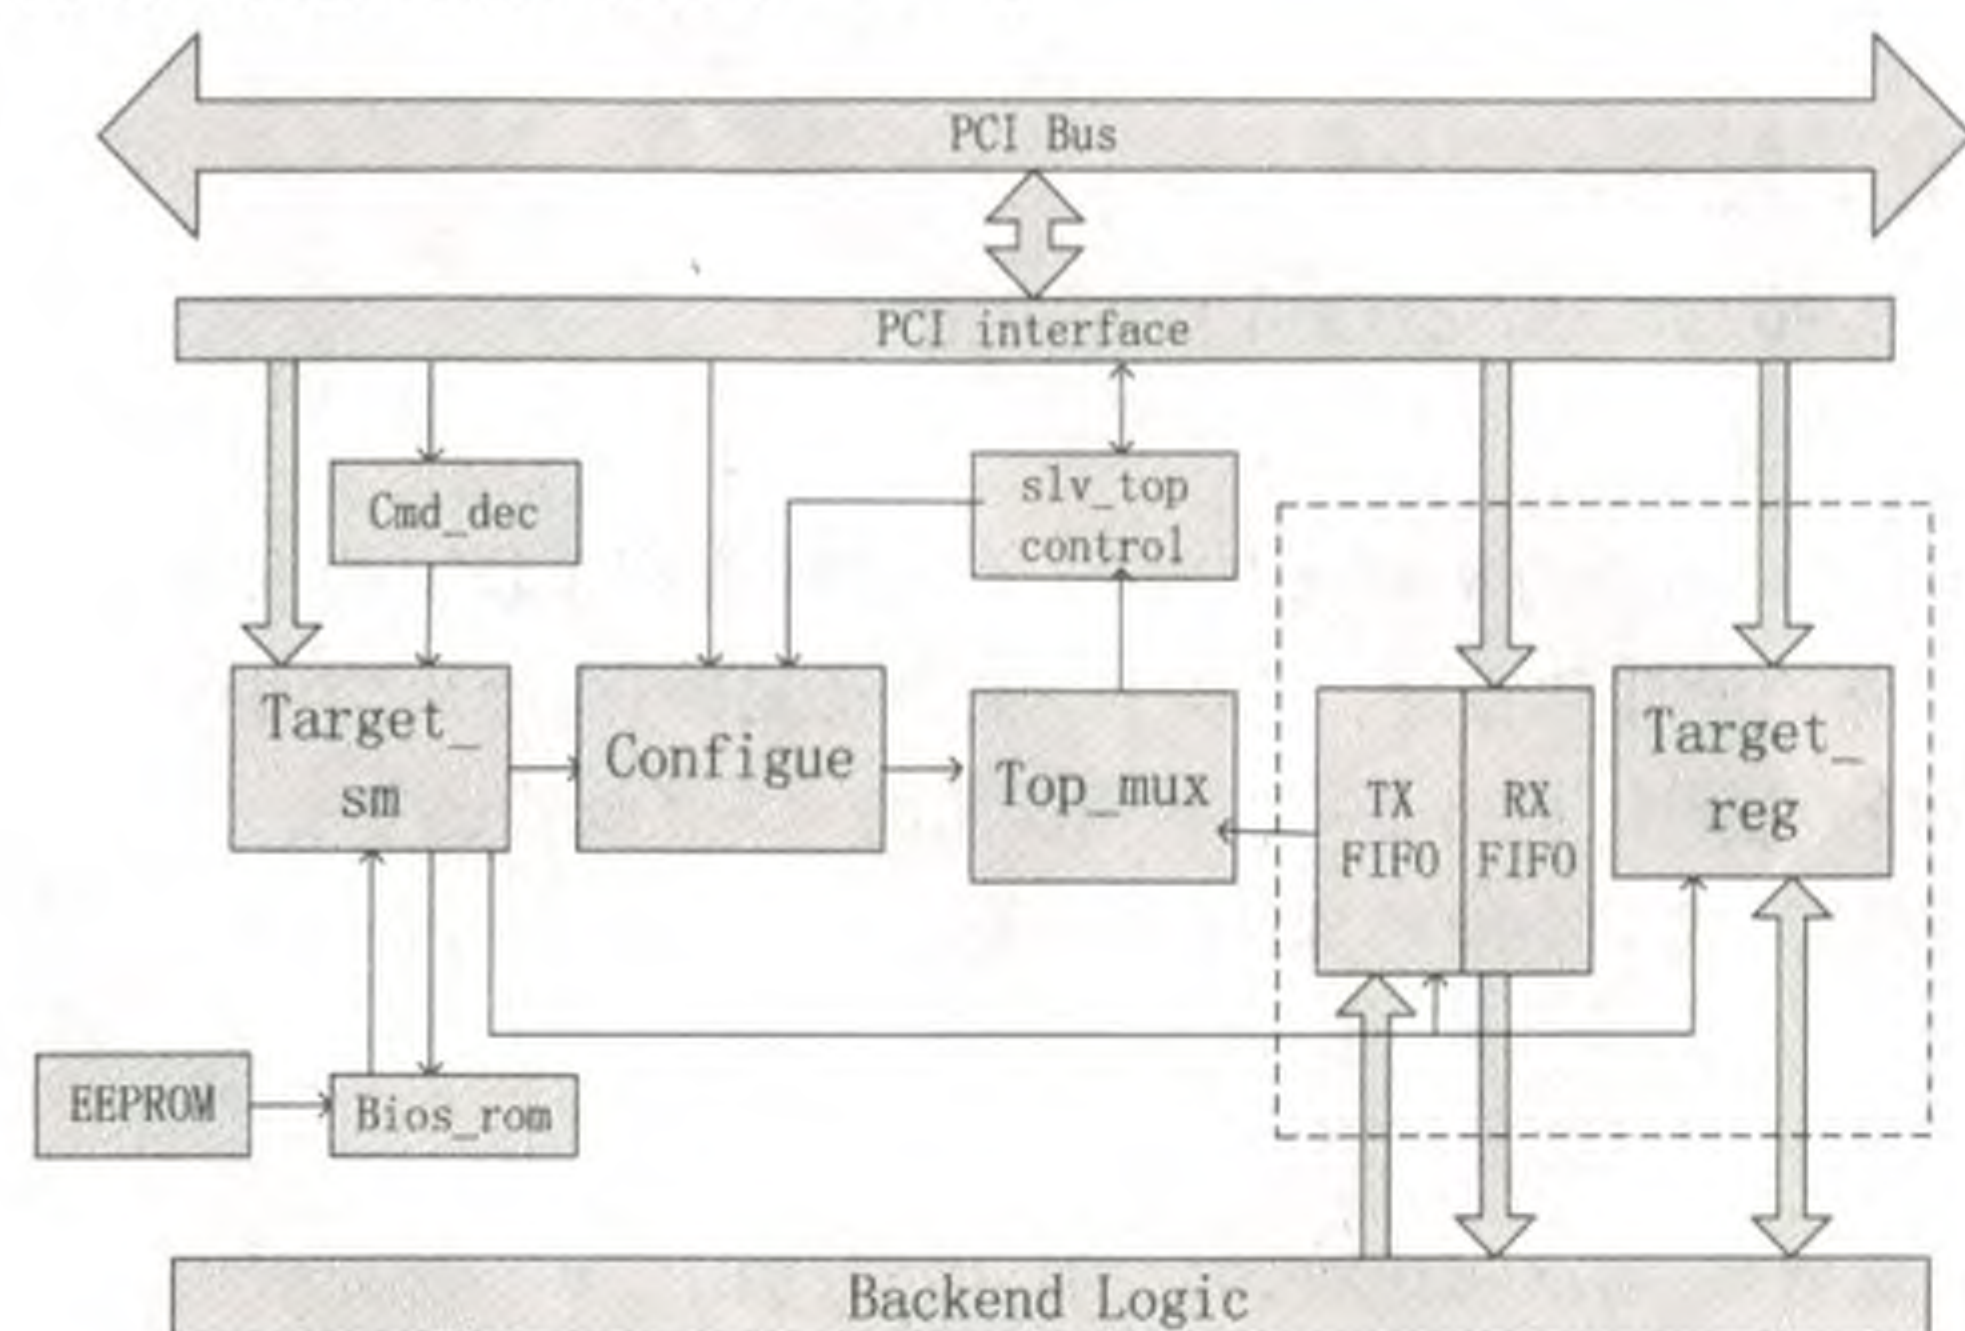 PCI Bus
PCI interface
Cmd_dec
slv_top
control
Target_
sm
Configue
Top_mux
TX
FIFO
RX
FIFO
Target_
reg
EEPROM
Bios_rom
Backend Logic